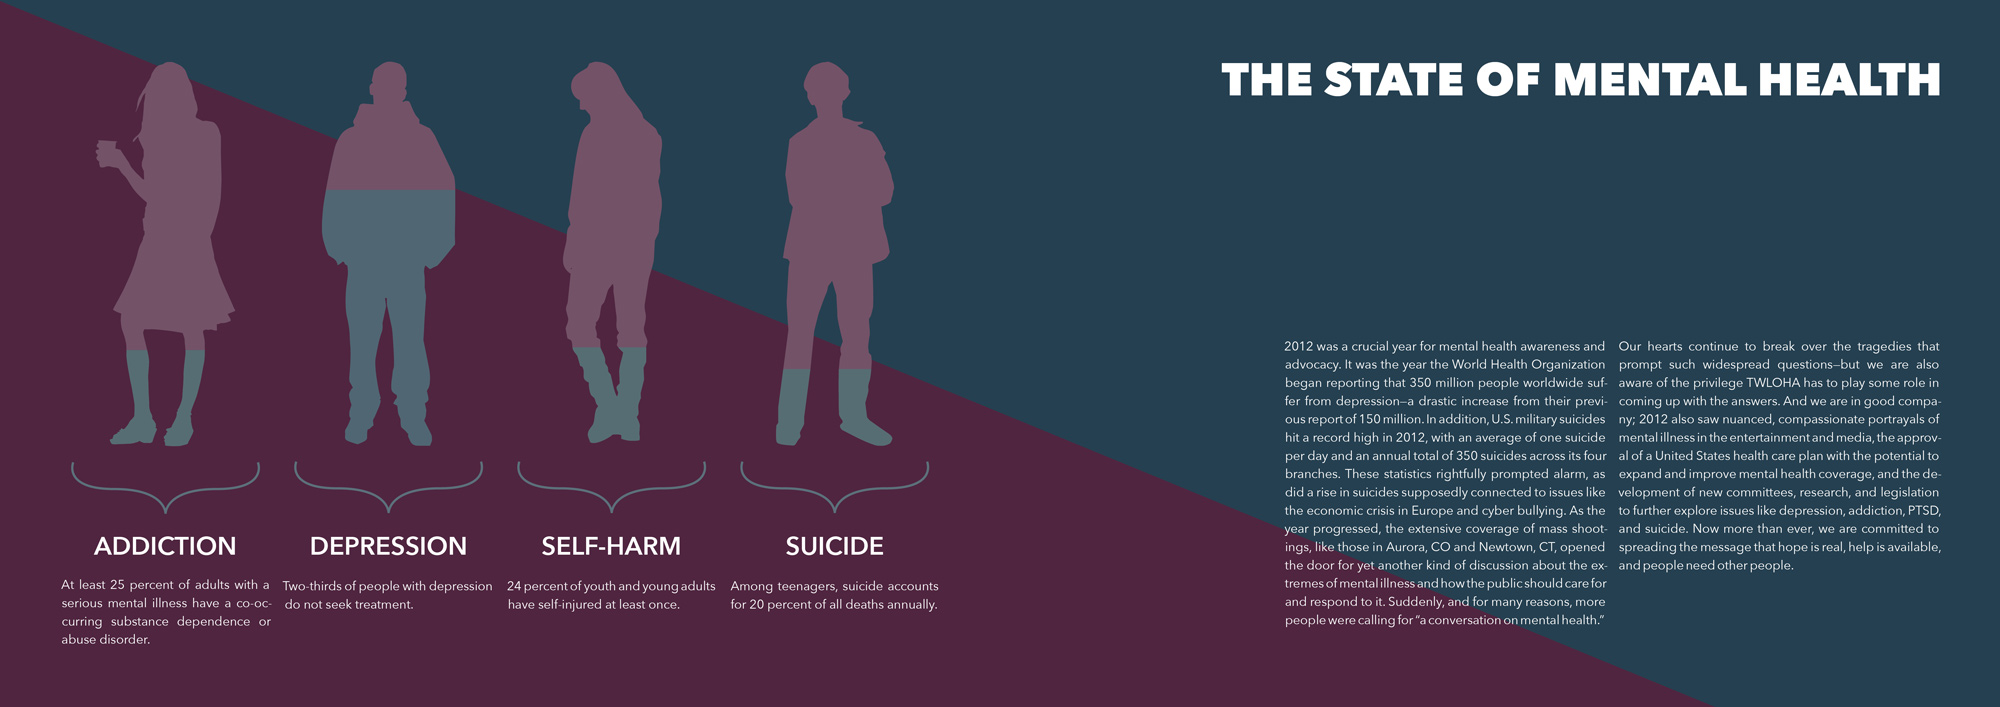 THE STATE OF MENTAL HEALTH
ADDICTION
At least 25 percent of adults with a
serious mental illness have a co-oc-
curring substance dependence or
abuse disorder.
DEPRESSION
Two-thirds of people with depression
do not seek treatment.
SELF-HARM
24 percent of youth and young adults
have self-injured at least once.
SUICIDE
Among teenagers, suicide accounts
for 20 percent of all deaths annually.
2012 was a crucial year for mental health awareness and
advocacy. It was the year the World Health Organization
began reporting that 350 million people worldwide suf-
fer from depression—a drastic increase from their previ-
ous report of 150 million. In addition, U.S. military suicides
hit a record high in 2012, with an average of one suicide
per day and an annual total of 350 suicides across its four
branches. These statistics rightfully prompted alarm, as
did a rise in suicides supposedly connected to issues like
the economic crisis in Europe and cyber bullying. As the
year progressed, the extensive coverage of mass shoot-
ings, like those in Aurora, CO and Newtown, CT, opened
the door for yet another kind of discussion about the ex-
tremes of mental illness and how the public should care for
and respond to it. Suddenly, and for many reasons, more
people were calling for "a conversation on mental health."
Our hearts continue to break over the tragedies that
prompt such widespread questions—but we are also
aware of the privilege TWLOHA has to play some role in
coming up with the answers. And we are in good compa-
ny; 2012 also saw nuanced, compassionate portrayals of
mental illness in the entertainment and media, the approv-
al of a United States health care plan with the potential to
expand and improve mental health coverage, and the de-
velopment of new committees, research, and legislation
to further explore issues like depression, addiction, PTSD,
and suicide. Now more than ever, we are committed to
spreading the message that hope is real, help is available,
and people need other people.